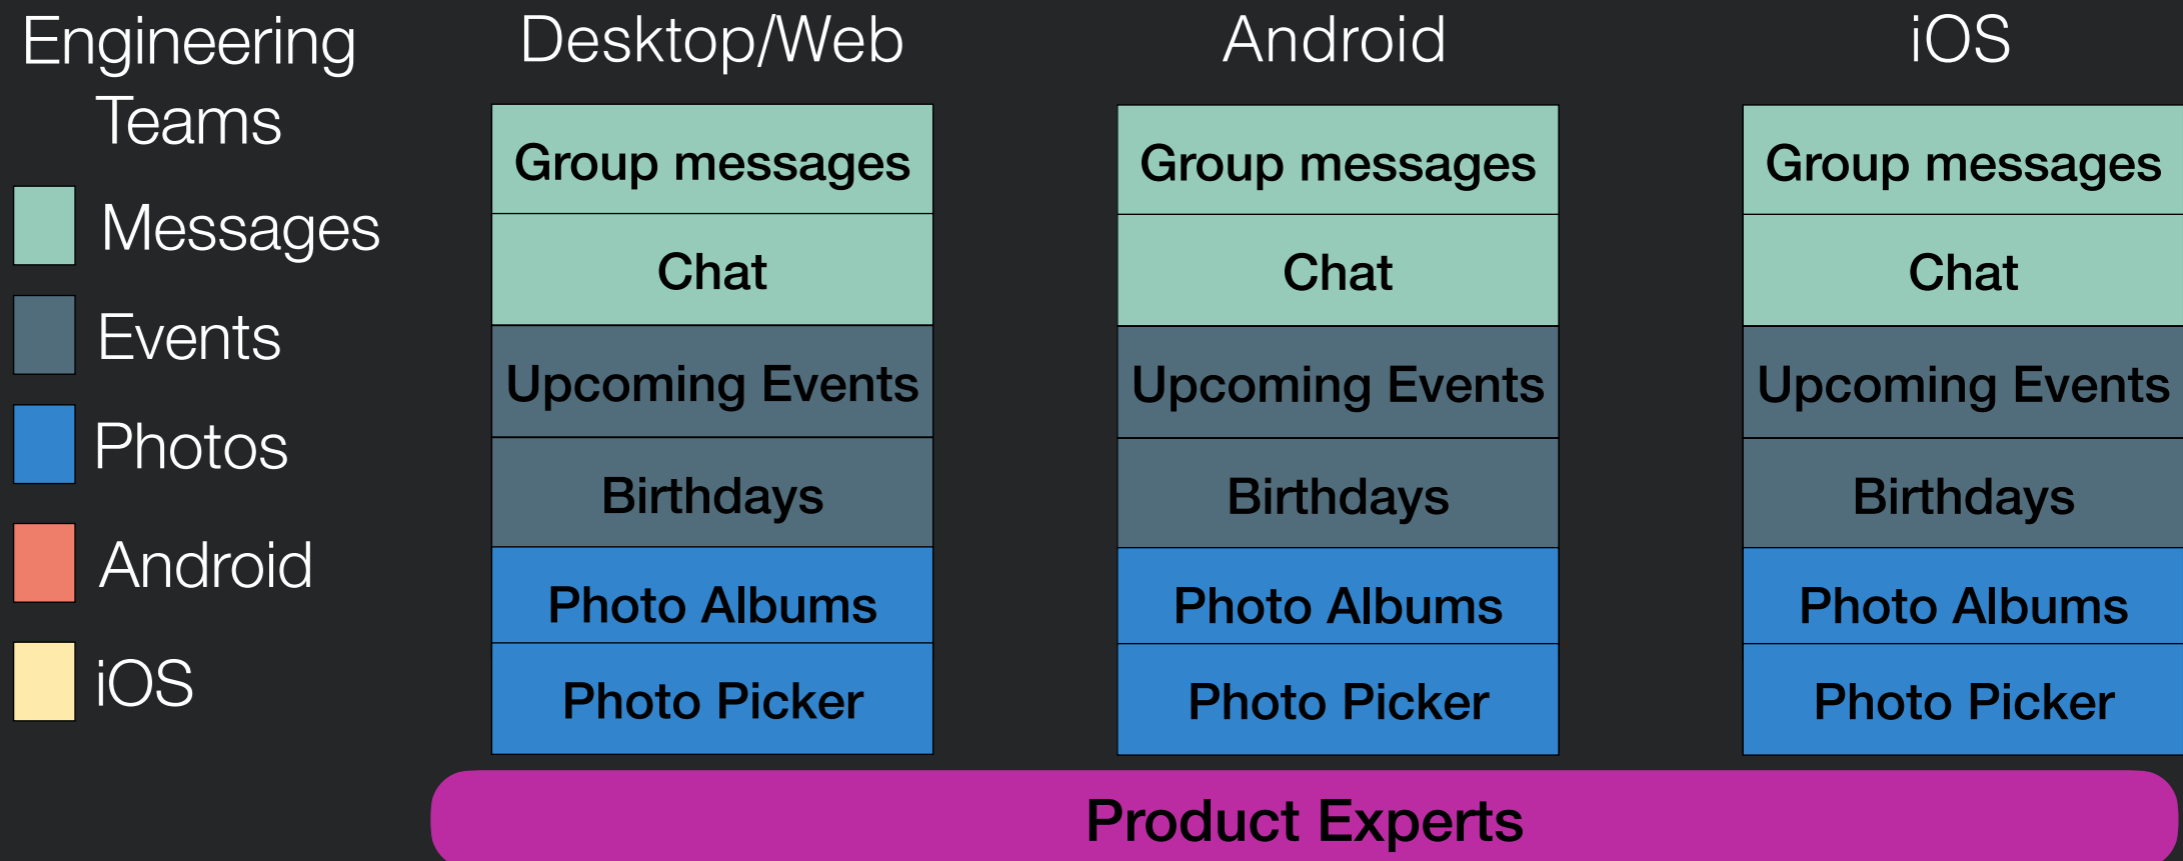 Engineering
Teams
Messages
Events
Photos
Android
iOS
Desktop/Web
Group messages
Chat
Upcoming Events
Birthdays
Photo Albums
Photo Picker
Android
Group messages
Chat
Upcoming Events
Birthdays
Photo Albums
Photo Picker
iOS
Group messages
Chat
Upcoming Events
Birthdays
Photo Albums
Photo Picker
Product Experts